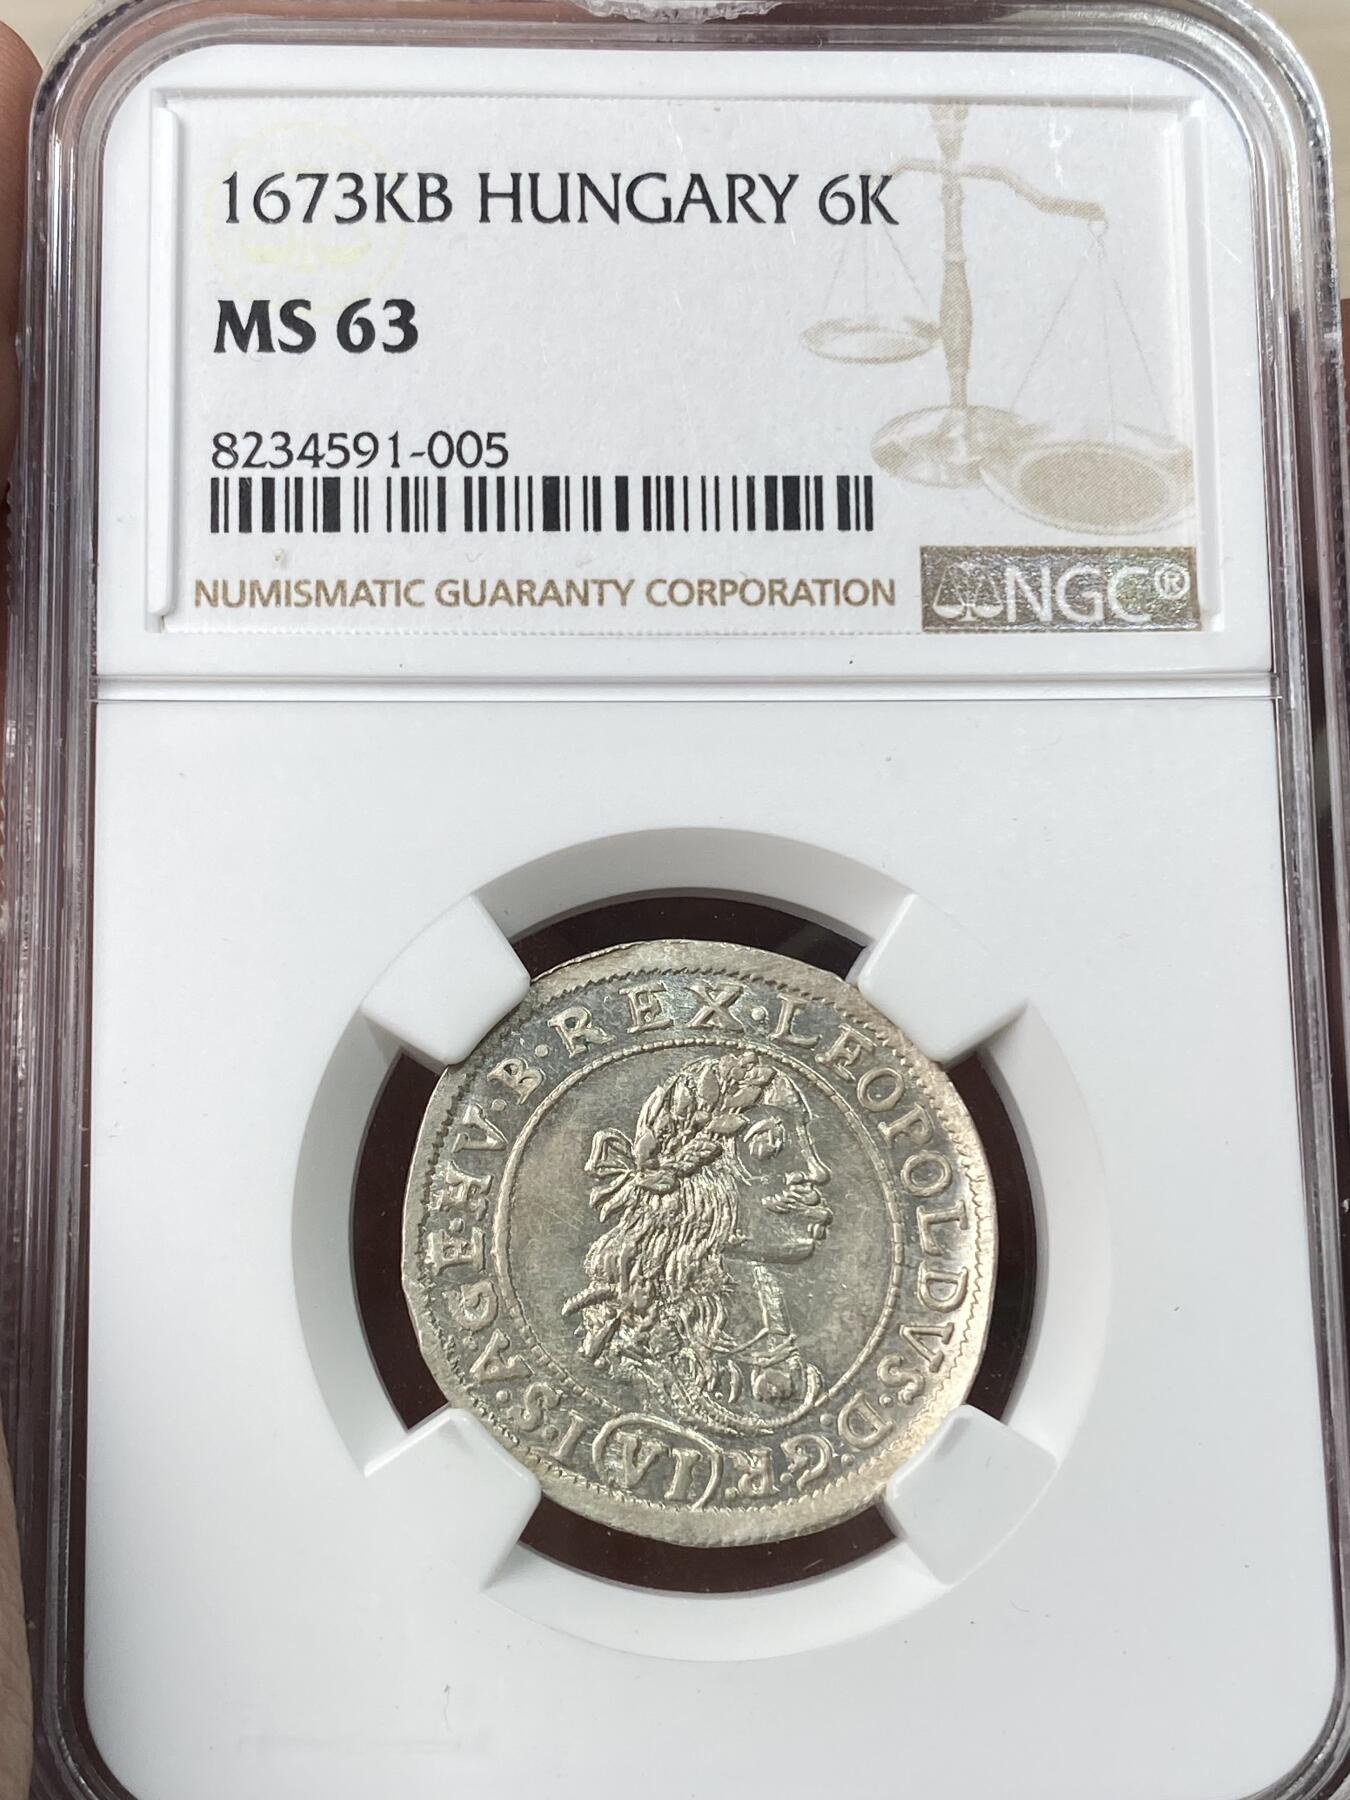 1673KB HUNGARY 6K
MS 63
8234591-005
NUMISMATIC GUARANTY CORPORATION
NGC®
LEOPOLDVS·D:G:R·I·S·A·GE·HV·B·REX·
VI